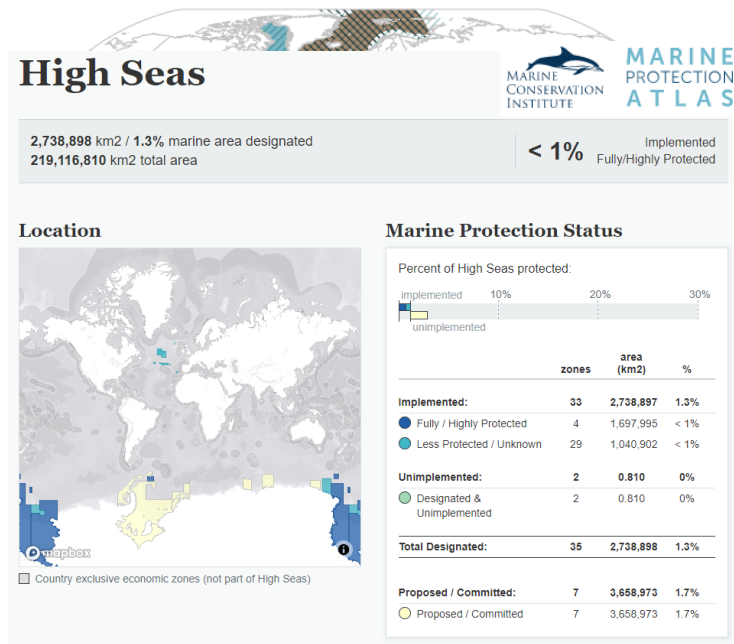 High Seas
MARINE
CONSERVATION
INSTITUTE
MARINE
PROTECTION
ATLAS
2,738,898 km2 / 1.3% marine area designated
219,116,810 km2 total area
< 1%
Implemented
Fully/Highly Protected
Location
mapbox
i
Country exclusive economic zones (not part of High Seas)
Marine Protection Status
Percent of High Seas protected:
implemented 10% 20% 30%
unimplemented
zones area (km2) %
Implemented: 33 2,738,897 1.3%
Fully / Highly Protected 4 1,697,995 < 1%
Less Protected / Unknown 29 1,040,902 < 1%
Unimplemented: 2 0.810 0%
Designated & 2 0.810 0%
Unimplemented
Total Designated: 35 2,738,898 1.3%
Proposed / Committed: 7 3,658,973 1.7%
Proposed / Committed 7 3,658,973 1.7%